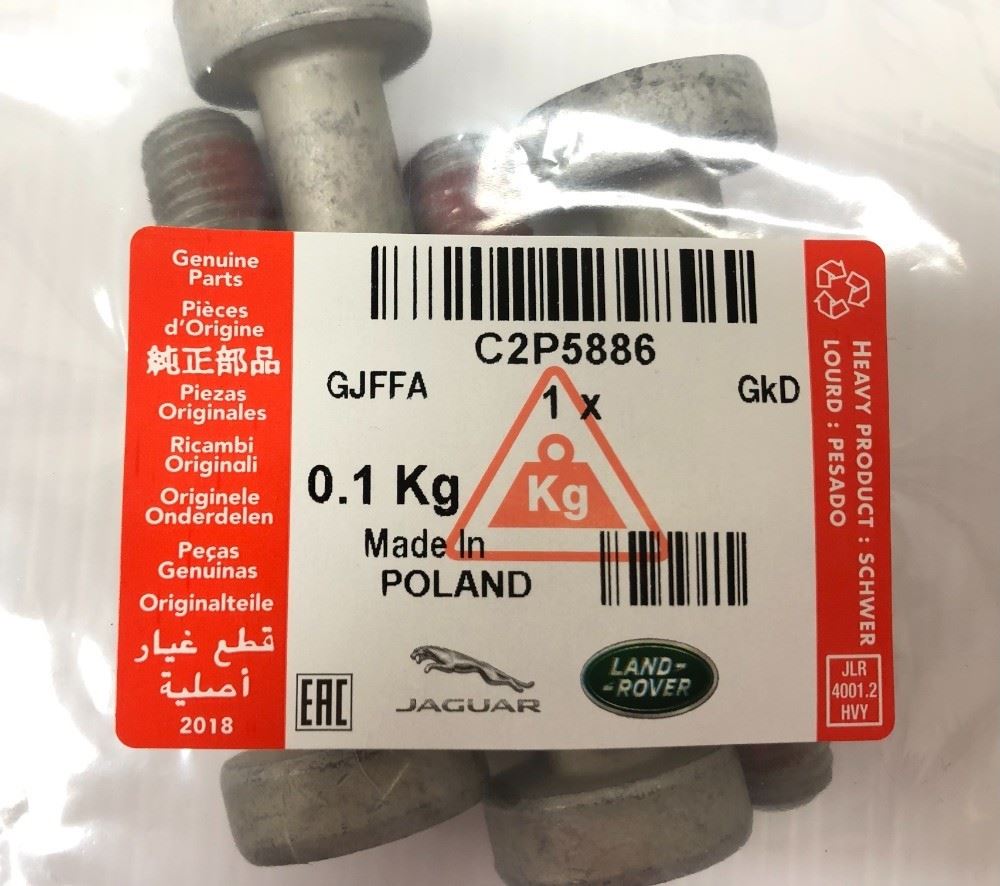 Genuine
Parts
Pièces
d'Origine
純正部品
Piezas
Originales
Ricambi
Originali
Originele
Onderdelen
Peças
Genuinas
Originalteile
قطع غيار
أصلية
2018
C2P5886
GJFFA
1 x
GkD
0.1 Kg
Kg
Made In
POLAND
EAC
JAGUAR
LAND-
-ROVER
HEAVY PRODUCT : SCHWER
LOURD : PESADO
JLR
4001.2
HVY